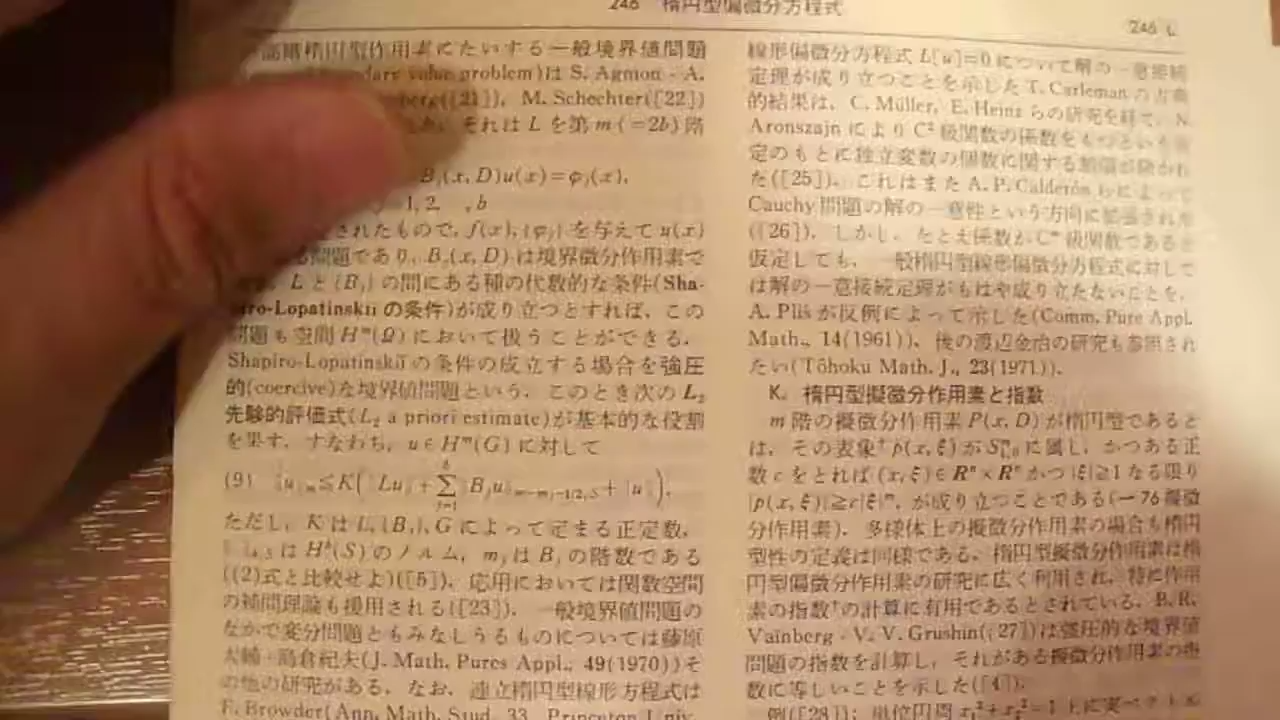 246 楕円型偏微分方程式
246 L
高階楕円型作用素にたいする一般境界値問題
value problem)は S. Agmon‐A.
berg([21]), M. Schechter([22])
それは L を第 m(=2b)階
B_j(x, D)u(x)=φ_j(x),
1, 2, , b
されたもので, f(x), {φ_j} を与えて u(x)
問題であり, B_j(x, D) は境界微分作用素で
L と {B_j} の間にある種の代数的な条件(Sha-
iro-Lopatinskiĭ の条件)が成り立つとすれば, この
問題も空間 H^m(Ω) において扱うことができる.
Shapiro-Lopatinskiĭ の条件の成立する場合を強圧
的(coercive)な境界値問題という. このとき次の L₂
先験的評価式(L₂ a priori estimate)が基本的な役割
を果す. すなわち, u∈H^m(G) に対して
(9) ‖u‖_m≤K(‖Lu‖+∑_{j=1}^{b}‖B_j u‖_{m−m_j−1/2,S}+‖u‖),
ただし, K は L, {B_j}, G によって定まる正定数,
は H^k(S) のノルム, m_j は B_j の階数である
((2)式と比較せよ)([5]). 応用においては関数空間
の補間理論も援用される([23]). 一般境界値問題の
なかで変分問題ともみなしうるものについては藤原
大輔‐島倉紀夫(J. Math. Pures Appl., 49(1970))そ
の他の研究がある. なお, 連立楕円型線形方程式は
F. Browder(Ann. Math. Stud., 33, Princeton Univ.
線形偏微分方程式 L[u]=0 について解の一意接続
定理が成り立つことを示した T. Carleman の古典
的結果は, C. Müller, E. Heinz らの研究を経て, N.
Aronszajn により C² 級関数の係数をもつという仮
定のもとに独立変数の個数に関する制限が除かれ
た([25]). これはまた A. P. Calderón によって
Cauchy 問題の解の一意性という方向に拡張された
([26]). しかし, たとえ係数が C^∞ 級関数であると
仮定しても, 一般楕円型線形偏微分方程式に対して
は解の一意接続定理がもはや成り立たないことを,
A. Pliś が反例によって示した(Comm. Pure Appl.
Math., 14(1961)). 後の渡辺金治の研究も参照され
たい(Tôhoku Math. J., 23(1971)).
K. 楕円型擬微分作用素と指数
m 階の擬微分作用素 P(x, D) が楕円型であると
は, その表象† p(x, ξ) が S^m_{1,0} に属し, かつある正
数 c をとれば (x, ξ)∈R^n×R^n かつ |ξ|≥1 なる限り
|p(x, ξ)|≥c|ξ|^m, が成り立つことである(→76 擬微
分作用素). 多様体上の擬微分作用素の場合も楕円
型性の定義は同様である. 楕円型擬微分作用素は楕
円型偏微分作用素の研究に広く利用され, 特に作用
素の指数†の計算に有用であるとされている. B. R.
Vainberg‐V. V. Grushin([27])は強圧的な境界値
問題の指数を計算し, それがある擬微分作用素の指
数に等しいことを示した([4]).
例([28]): 単位円周 x₁²+x₂²=1 上に実ベクトル